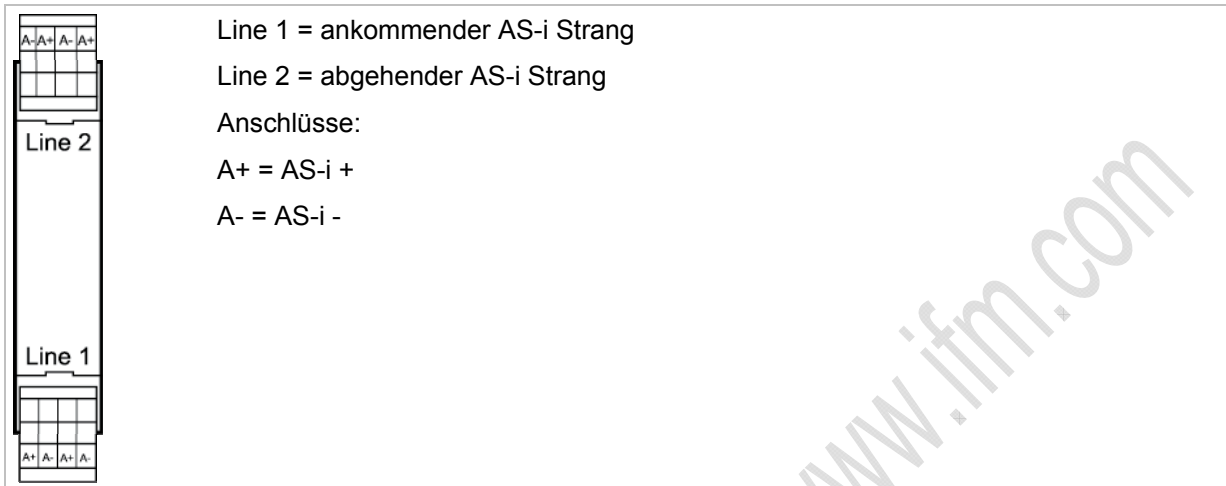 A- A+ A- A+
Line 1 = ankommender AS-i Strang
Line 2 = abgehender AS-i Strang
Anschlüsse:
A+ = AS-i +
A- = AS-i -
Line 2
Line 1
A+ A- A+ A-
www.ifm.com